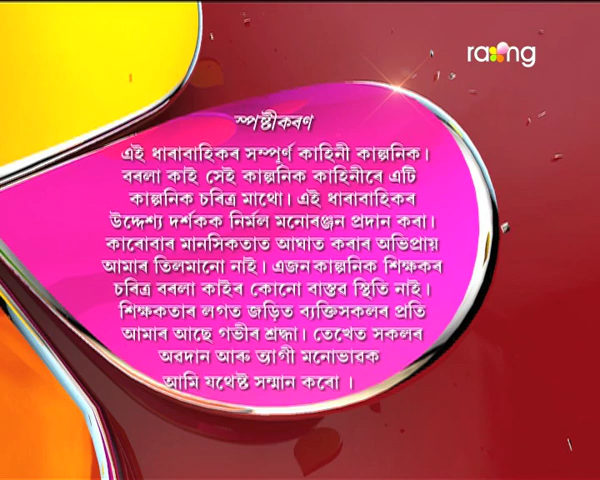 rang
স্পষ্টীকৰণ
এই ধাৰাবাহিকৰ সম্পূৰ্ণ কাহিনী কাল্পনিক।
বৰলা কাই সেই কাল্পনিক কাহিনীৰে এটি
কাল্পনিক চৰিত্ৰ মাথো। এই ধাৰাবাহিকৰ
উদ্দেশ্য দৰ্শকক নিৰ্মল মনোৰঞ্জন প্ৰদান কৰা।
কাৰোবাৰ মানসিকতাত আঘাত কৰাৰ অভিপ্ৰায়
আমাৰ তিলমানো নাই। এজন কাল্পনিক শিক্ষকৰ
চৰিত্ৰ বৰলা কাইৰ কোনো বাস্তৱ স্থিতি নাই।
শিক্ষকতাৰ লগত জড়িত ব্যক্তিসকলৰ প্ৰতি
আমাৰ আছে গভীৰ শ্ৰদ্ধা। তেখেত সকলৰ
অৱদান আৰু ত্যাগী মনোভাৱক
আমি যথেষ্ট সন্মান কৰো ।